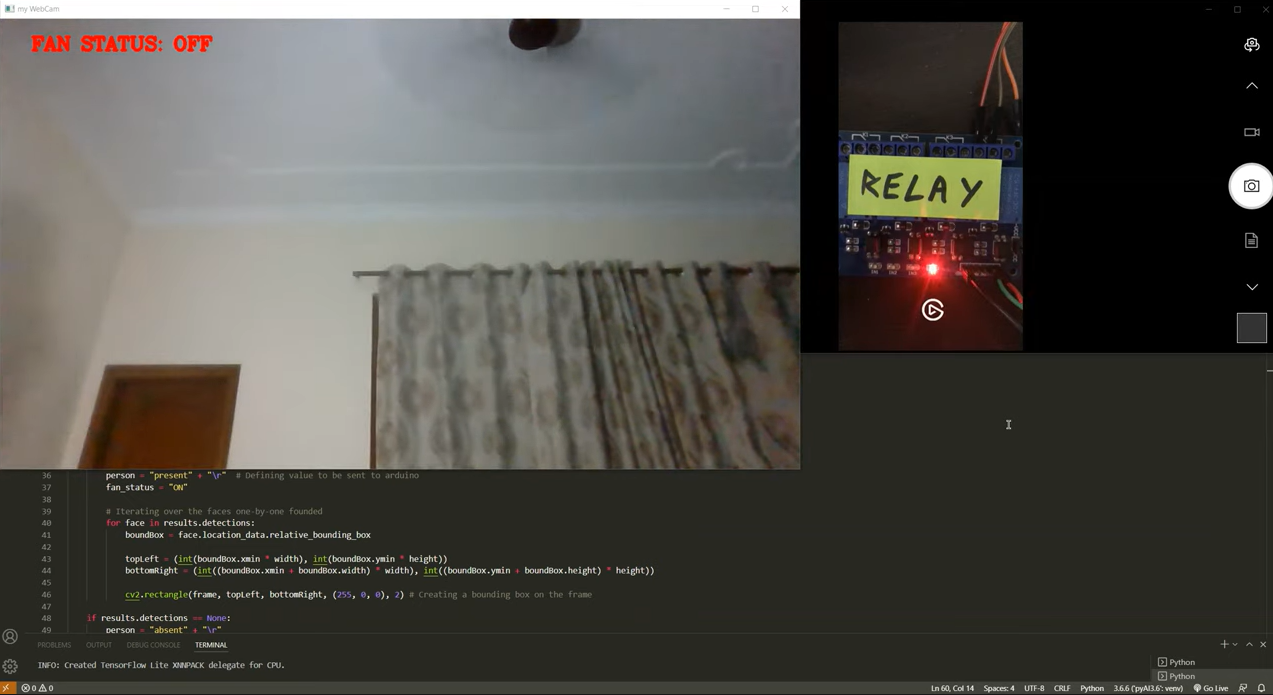 my WebCam
FAN STATUS: OFF
RELAY
36 person = "present" + "\r" # Defining value to be sent to arduino
37 fan_status = "ON"
38
39 # Iterating over the faces one-by-one founded
40 for face in results.detections:
41 boundBox = face.location_data.relative_bounding_box
42
43 topLeft = (int(boundBox.xmin * width), int(boundBox.ymin * height))
44 bottomRight = (int((boundBox.xmin + boundBox.width) * width), int((boundBox.ymin + boundBox.height) * height))
45
46 cv2.rectangle(frame, topLeft, bottomRight, (255, 0, 0), 2) # Creating a bounding box on the frame
47
48 if results.detections == None:
49 person = "absent" + "\r"
PROBLEMS OUTPUT DEBUG CONSOLE TERMINAL
INFO: Created TensorFlow Lite XNNPACK delegate for CPU.
Python
Python
0 0 Ln 60, Col 14 Spaces: 4 UTF-8 CRLF Python 3.6.6 ('pyAI3.6': venv) Go Live